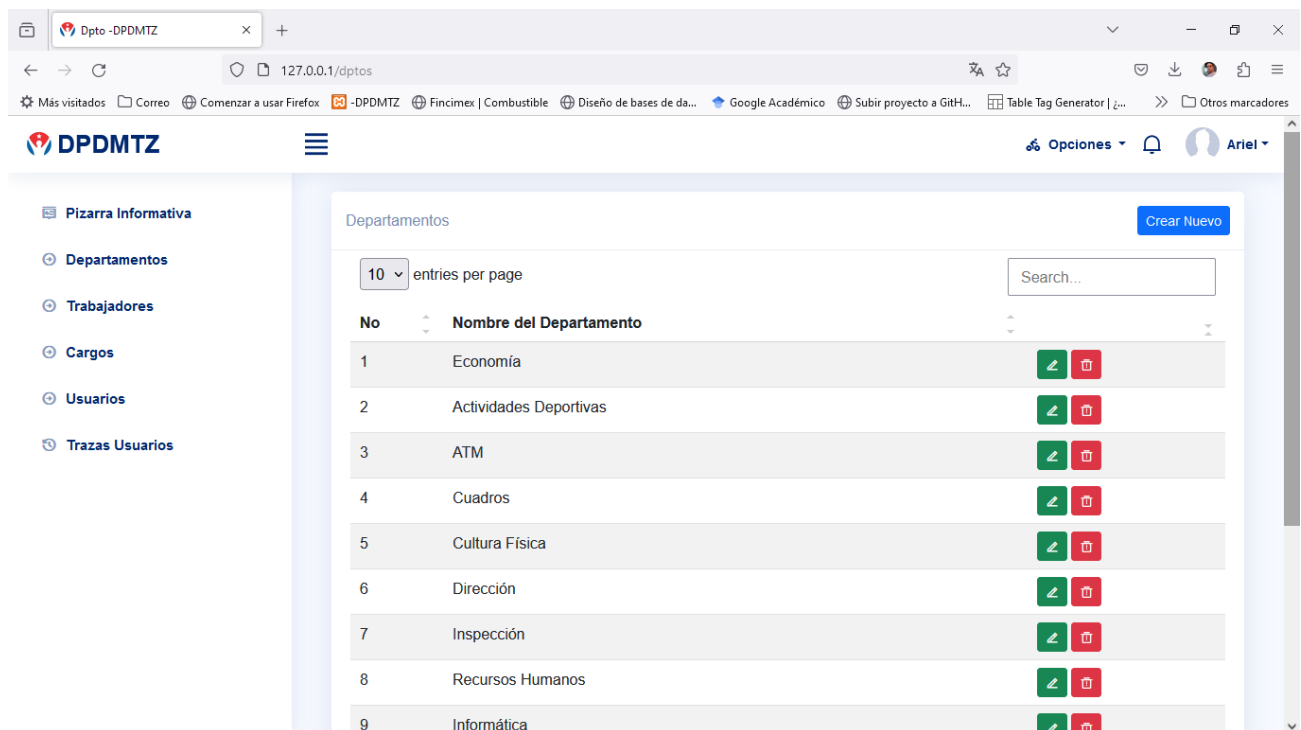 Dpto -DPDMTZ
127.0.0.1/dptos
Más visitados Correo Comenzar a usar Firefox -DPDMTZ Fincimex | Combustible Diseño de bases de da... Google Académico Subir proyecto a GitH... Table Tag Generator | ¿... Otros marcadores
DPDMTZ Opciones Ariel
Pizarra Informativa
Departamentos
Trabajadores
Cargos
Usuarios
Trazas Usuarios
Departamentos Crear Nuevo
10 entries per page Search...
No Nombre del Departamento
1 Economía
2 Actividades Deportivas
3 ATM
4 Cuadros
5 Cultura Física
6 Dirección
7 Inspección
8 Recursos Humanos
9 Informática